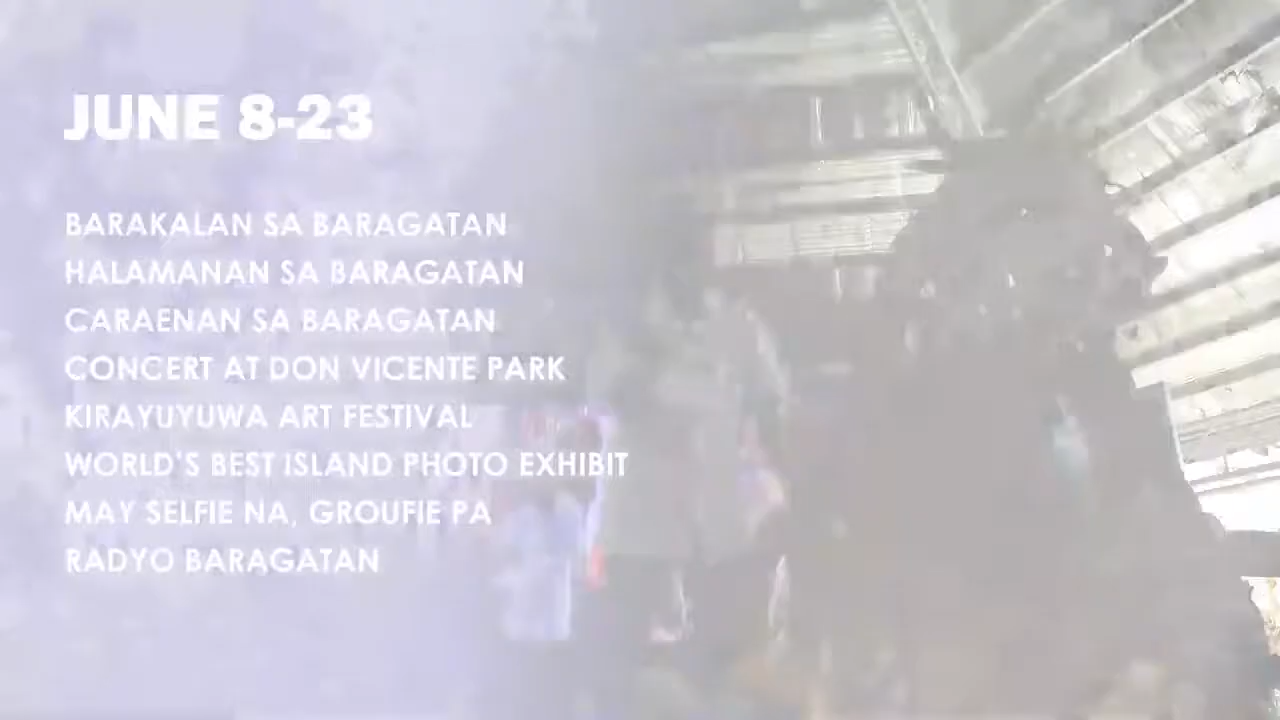 JUNE 8-23
BARAKALAN SA BARAGATAN
HALAMANAN SA BARAGATAN
CARAENAN SA BARAGATAN
CONCERT AT DON VICENTE PARK
KIRAYUYUWA ART FESTIVAL
WORLD'S BEST ISLAND PHOTO EXHIBIT
MAY SELFIE NA, GROUFIE PA
RADYO BARAGATAN